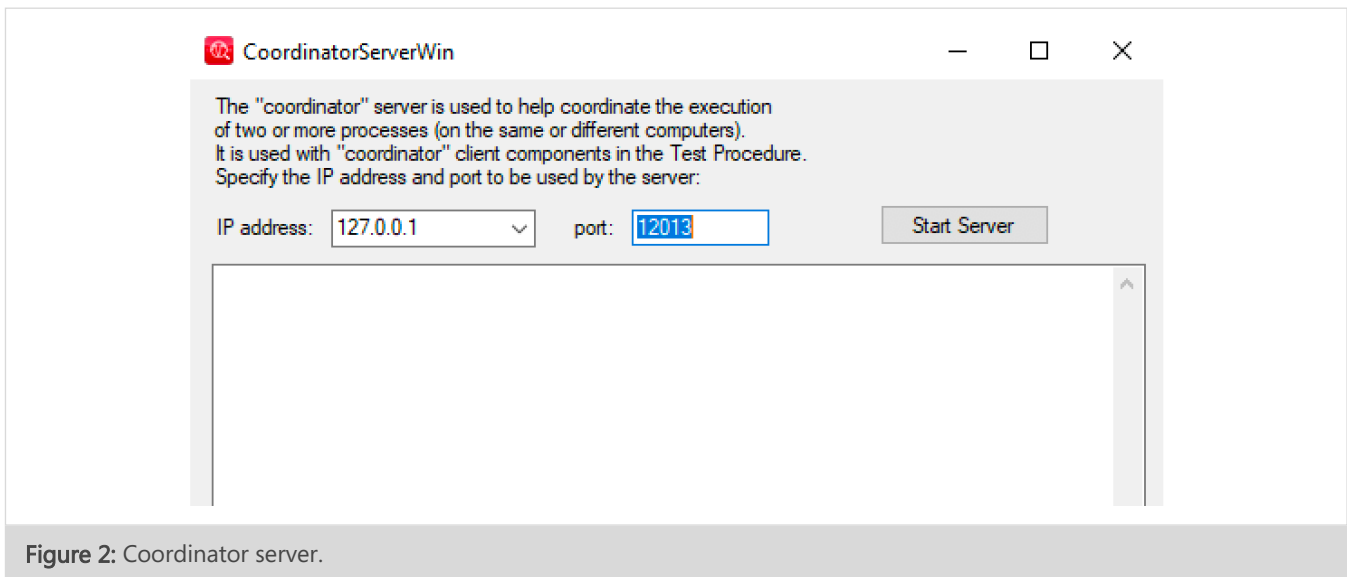 CoordinatorServerWin
The "coordinator" server is used to help coordinate the execution
of two or more processes (on the same or different computers).
It is used with "coordinator" client components in the Test Procedure.
Specify the IP address and port to be used by the server:
IP address: 127.0.0.1 port: 12013 Start Server
Figure 2: Coordinator server.